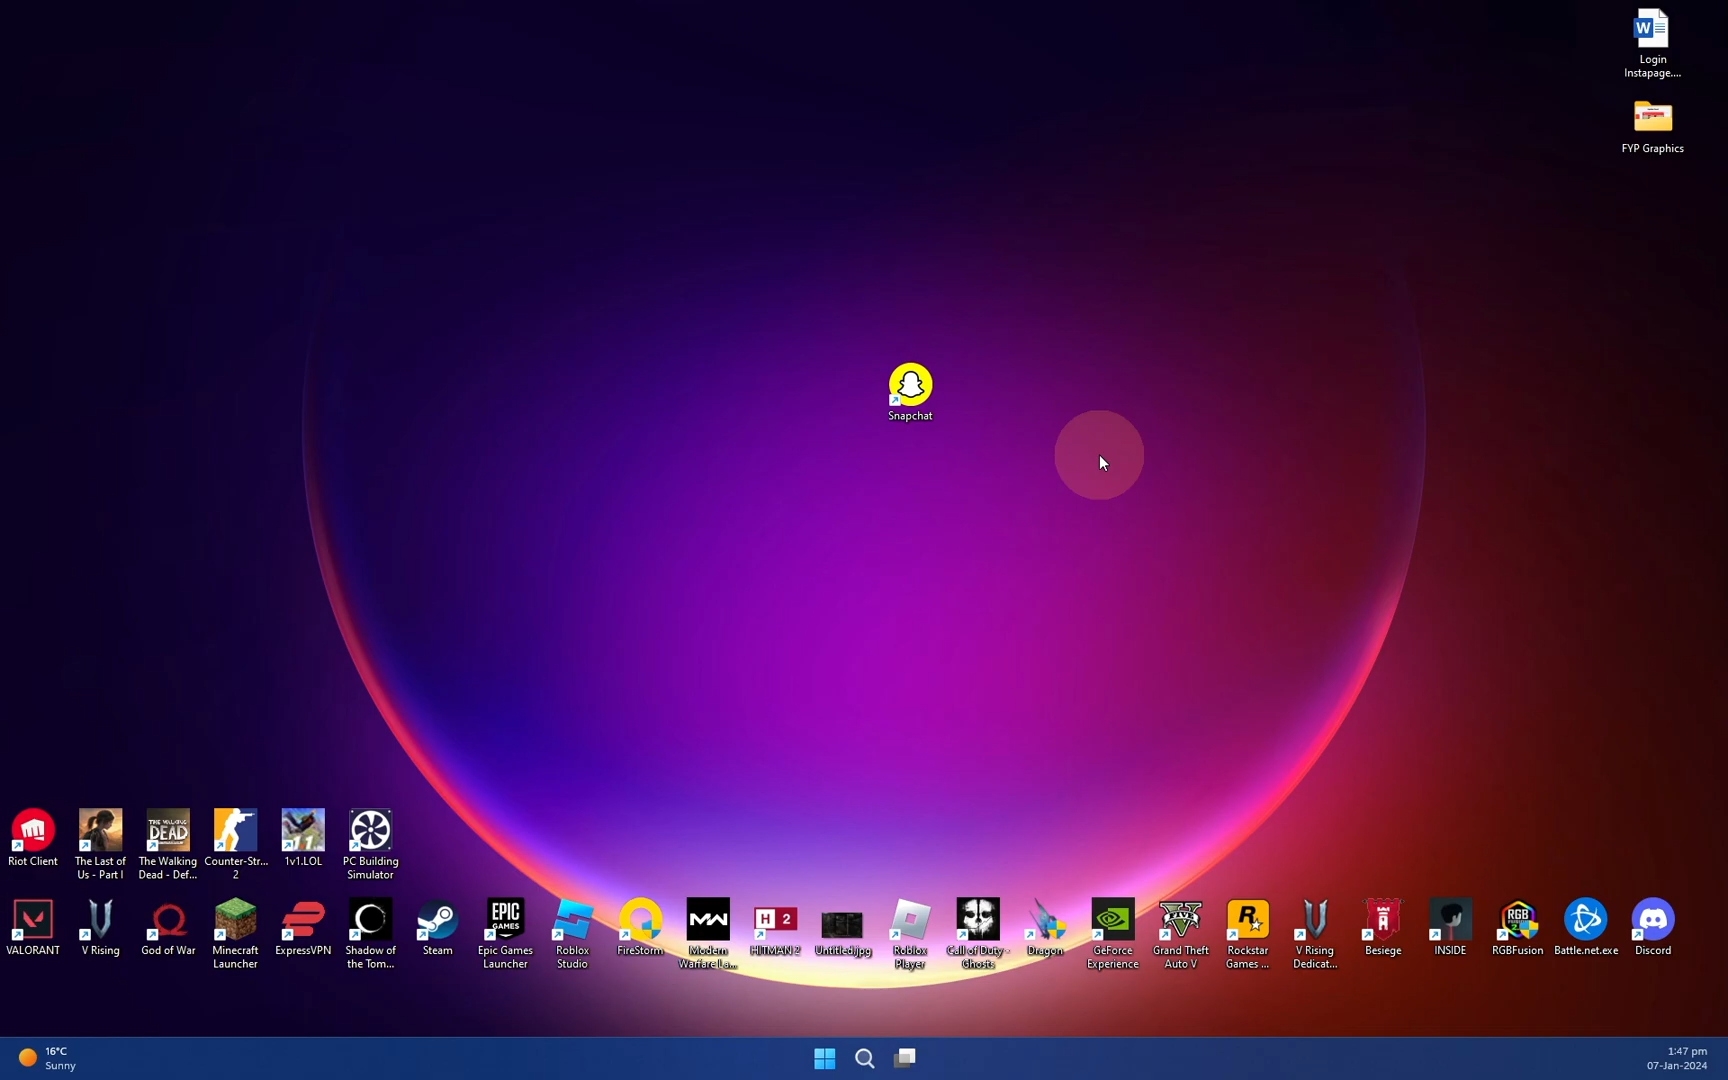 Login
Instapage....
FYP Graphics
Snapchat
Riot Client
The Last of
Us - Part I
The Walking
Dead - Def...
Counter-Str...
2
1v1.LOL
PC Building
Simulator
VALORANT
V Rising
God of War
Minecraft
Launcher
ExpressVPN
Shadow of
the Tom...
Steam
Epic Games
Launcher
Roblox
Studio
FireStorm
Modern
Warfare La...
HITMAN 2
Untitled.jpg
Roblox
Player
Call of Duty -
Ghosts
Dragon
GeForce
Experience
Grand Theft
Auto V
Rockstar
Games ...
V Rising
Dedicat...
Besiege
INSIDE
RGBFusion
Battle.net.exe
Discord
16°C
Sunny
1:47 pm
07-Jan-2024